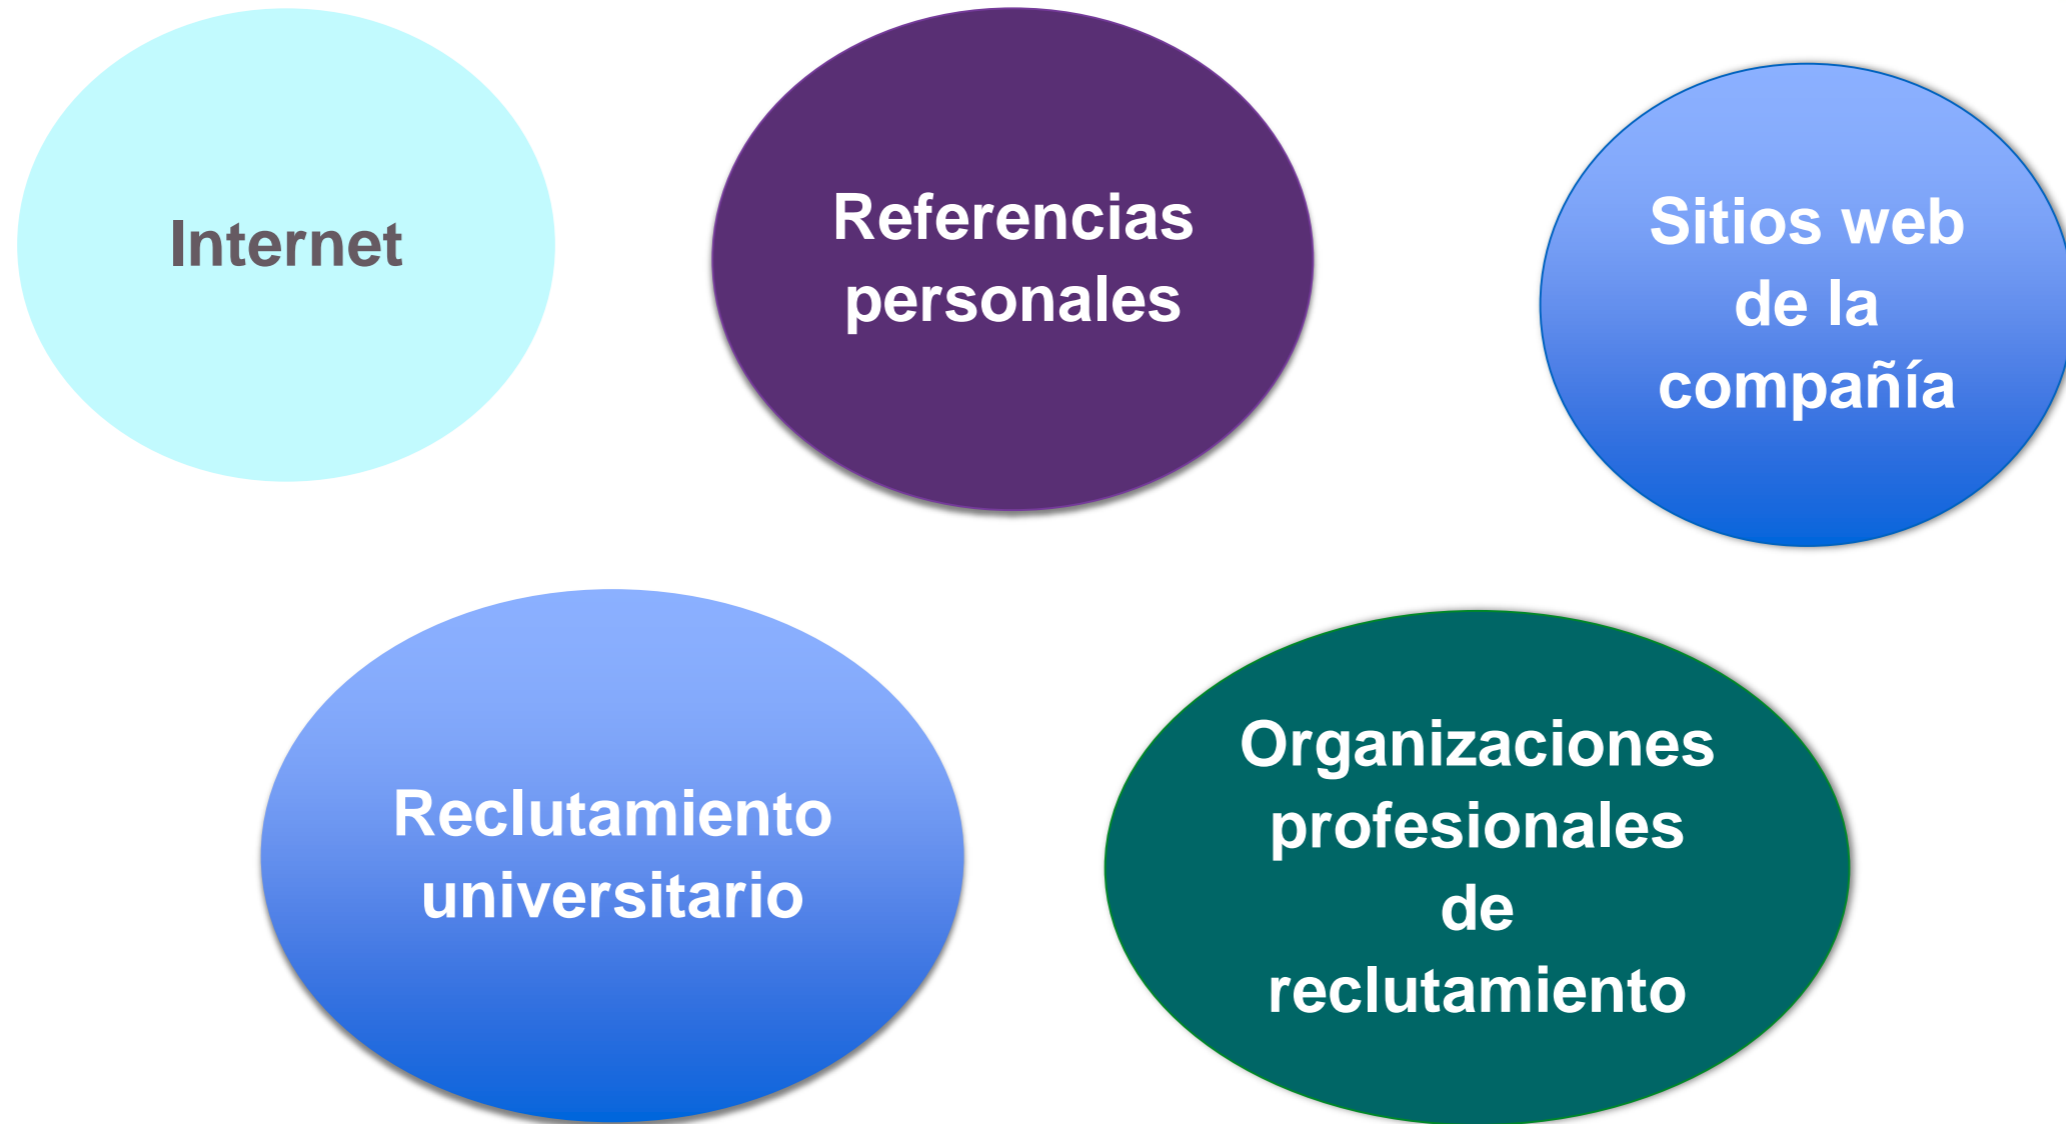 Internet
Referencias
personales
Sitios web
de la
compañía
Reclutamiento
universitario
Organizaciones
profesionales
de
reclutamiento